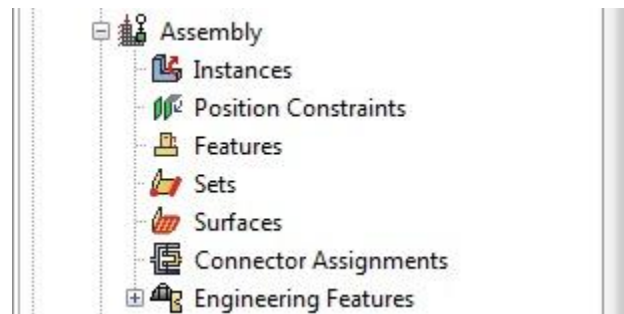 Assembly
Instances
Position Constraints
Features
Sets
Surfaces
Connector Assignments
Engineering Features